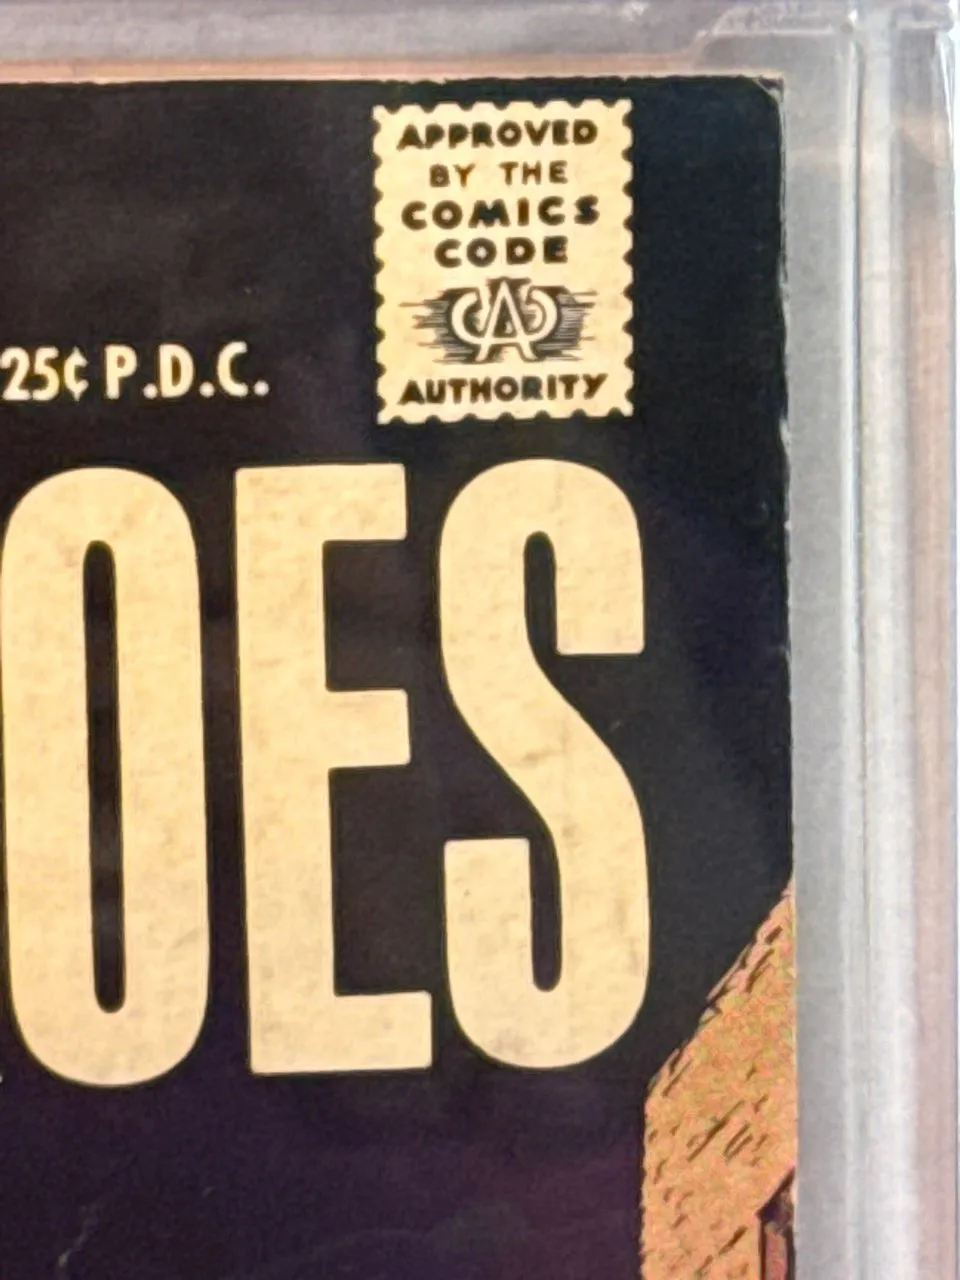 APPROVED
BY THE
COMICS
CODE
CA
AUTHORITY
25¢ P.D.C.
OES